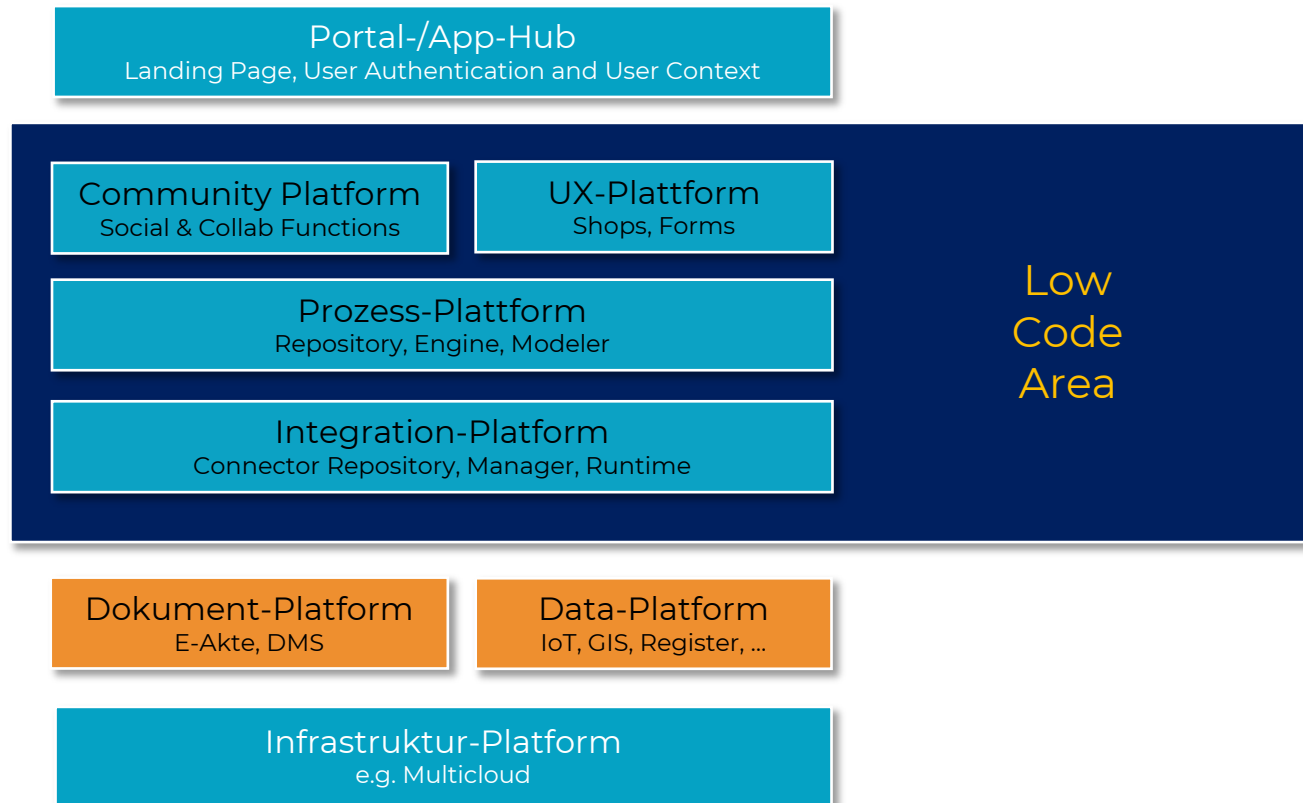 Portal-/App-Hub
Landing Page, User Authentication and User Context
Community Platform
Social & Collab Functions
UX-Plattform
Shops, Forms
Prozess-Plattform
Repository, Engine, Modeler
Integration-Platform
Connector Repository, Manager, Runtime
Low
Code
Area
Dokument-Platform
E-Akte, DMS
Data-Platform
IoT, GIS, Register, ...
Infrastruktur-Platform
e.g. Multicloud